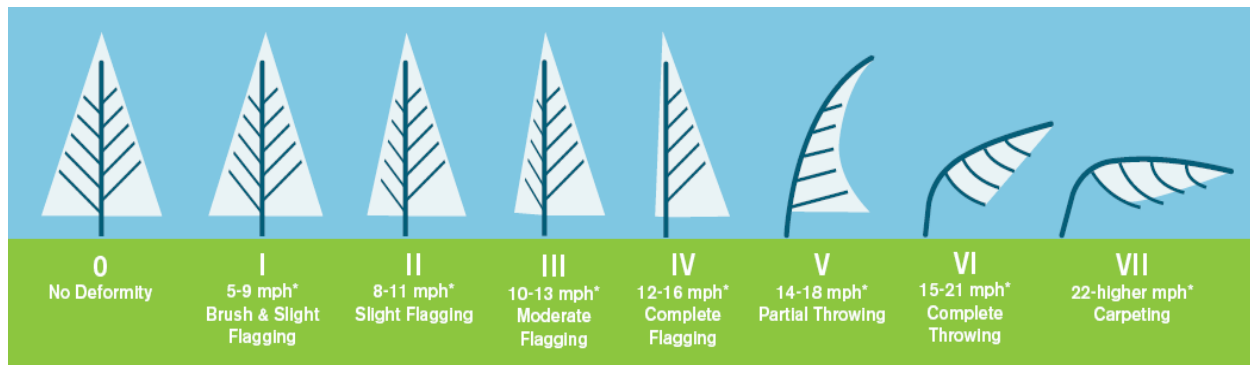 0
No Deformity
I
5-9 mph*
Brush & Slight
Flagging
II
8-11 mph*
Slight Flagging
III
10-13 mph*
Moderate
Flagging
IV
12-16 mph*
Complete
Flagging
V
14-18 mph*
Partial Throwing
VI
15-21 mph*
Complete
Throwing
VII
22-higher mph*
Carpeting